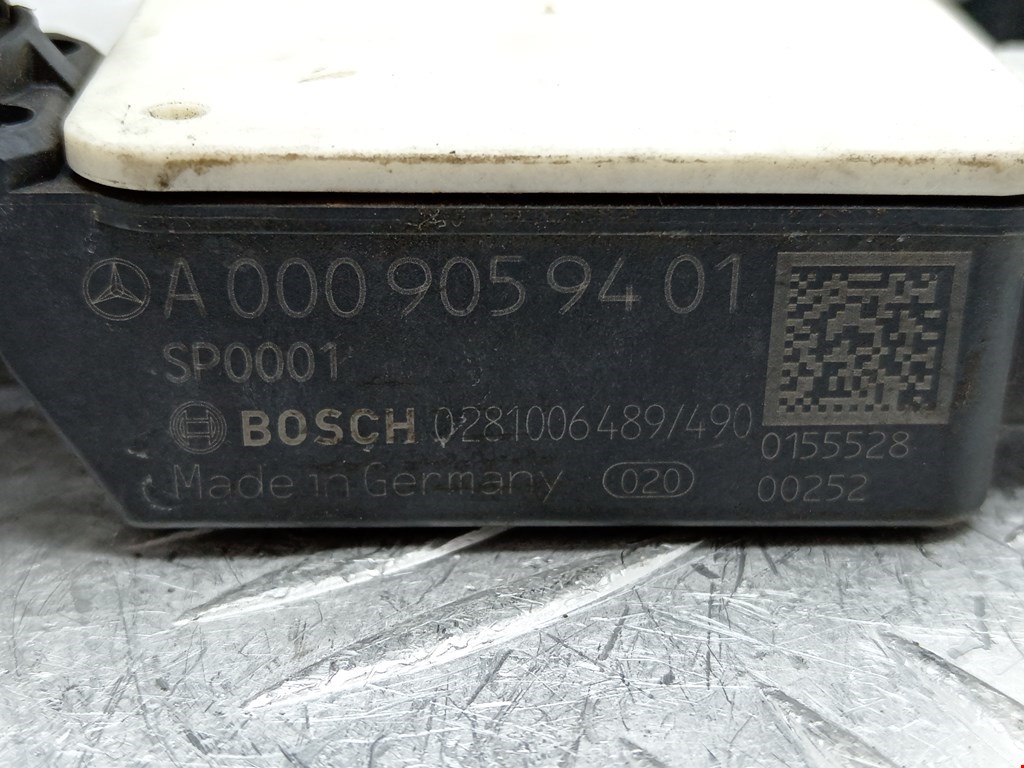 A 000 905 94 01
SP0001
BOSCH 0281006489/490
0155528
Made in Germany 020
00252